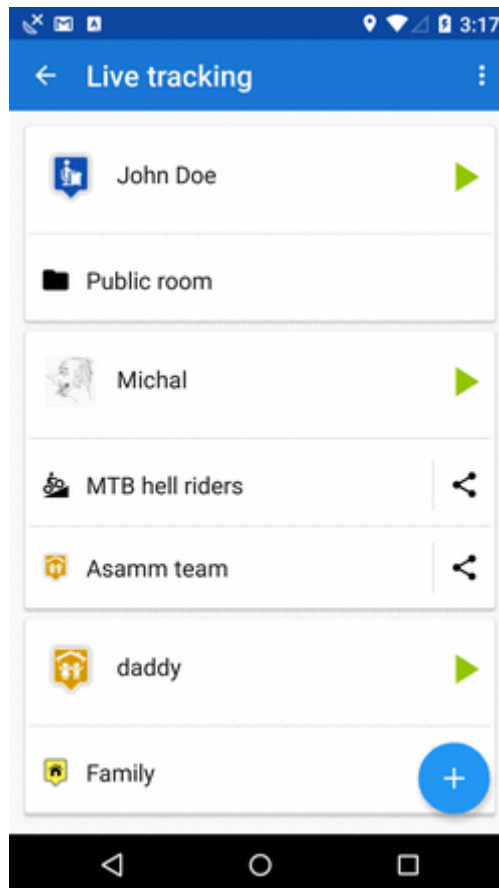 3:17
Live tracking
John Doe
Public room
Michal
MTB hell riders
Asamm team
daddy
Family